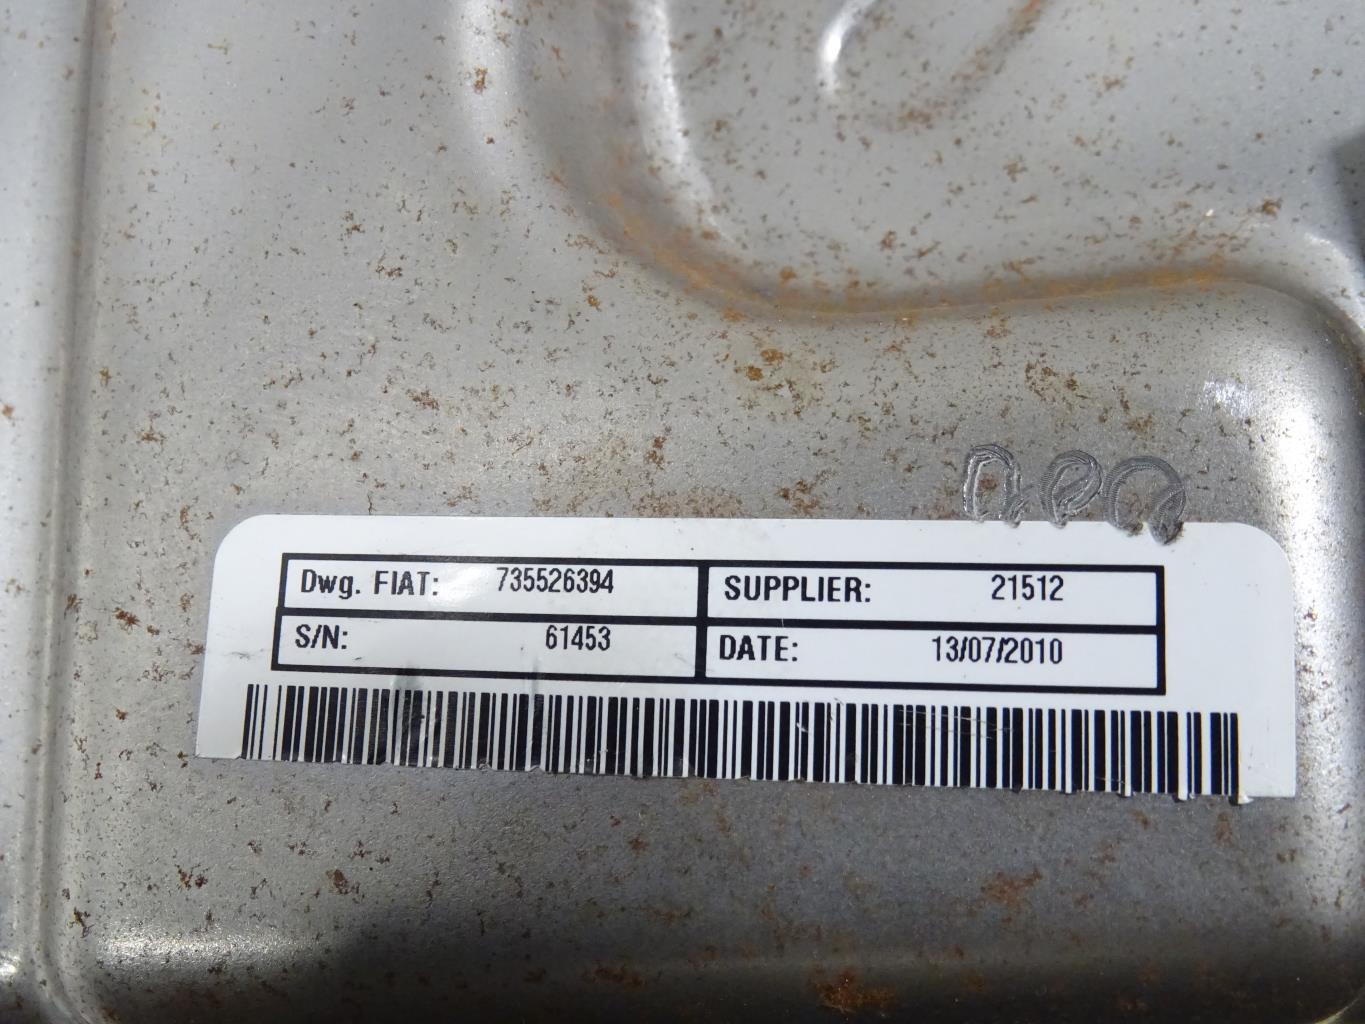 Dwg. FIAT: 735526394 SUPPLIER: 21512
S/N: 61453 DATE: 13/07/2010